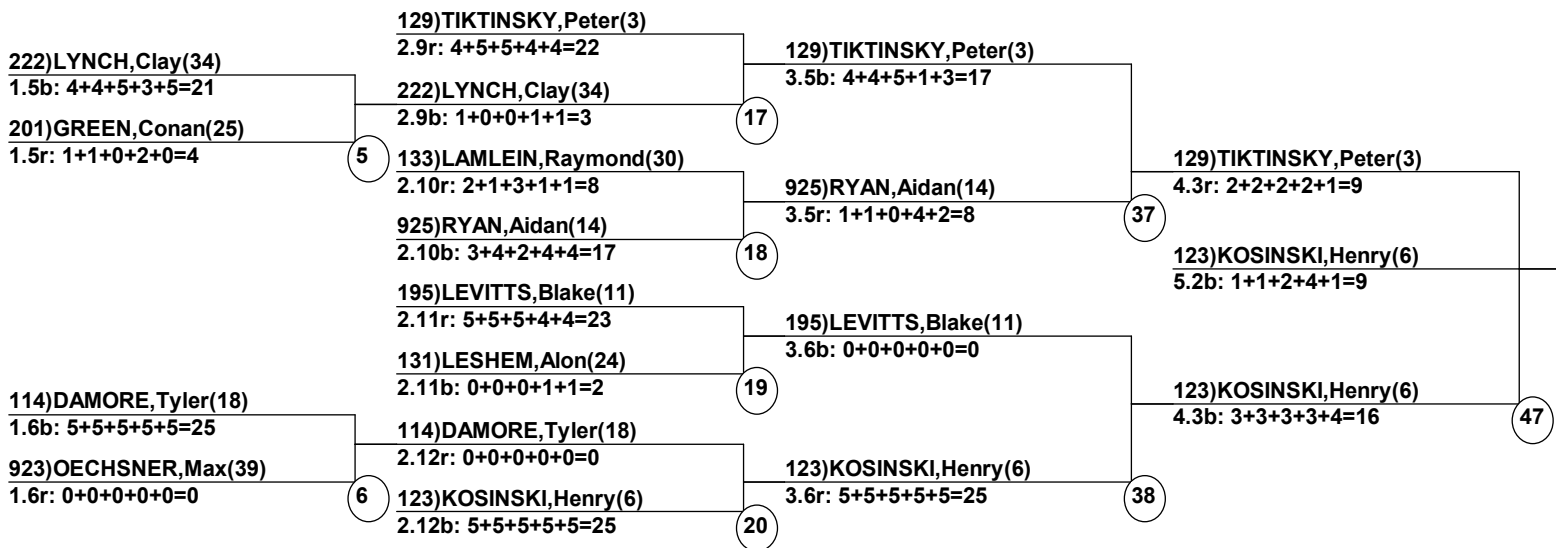 222)LYNCH,Clay(34)
1.5b: 4+4+5+3+5=21
201)GREEN,Conan(25)
1.5r: 1+1+0+2+0=4
5
114)DAMORE,Tyler(18)
1.6b: 5+5+5+5+5=25
923)OECHSNER,Max(39)
1.6r: 0+0+0+0+0=0
6
129)TIKTINSKY,Peter(3)
2.9r: 4+5+5+4+4=22
222)LYNCH,Clay(34)
2.9b: 1+0+0+1+1=3
17
133)LAMLEIN,Raymond(30)
2.10r: 2+1+3+1+1=8
925)RYAN,Aidan(14)
2.10b: 3+4+2+4+4=17
18
195)LEVITTS,Blake(11)
2.11r: 5+5+5+4+4=23
131)LESHEM,Alon(24)
2.11b: 0+0+0+1+1=2
19
114)DAMORE,Tyler(18)
2.12r: 0+0+0+0+0=0
123)KOSINSKI,Henry(6)
2.12b: 5+5+5+5+5=25
20
129)TIKTINSKY,Peter(3)
3.5b: 4+4+5+1+3=17
925)RYAN,Aidan(14)
3.5r: 1+1+0+4+2=8
37
195)LEVITTS,Blake(11)
3.6b: 0+0+0+0+0=0
123)KOSINSKI,Henry(6)
3.6r: 5+5+5+5+5=25
38
129)TIKTINSKY,Peter(3)
4.3r: 2+2+2+2+1=9
123)KOSINSKI,Henry(6)
5.2b: 1+1+2+4+1=9
123)KOSINSKI,Henry(6)
4.3b: 3+3+3+3+4=16
47